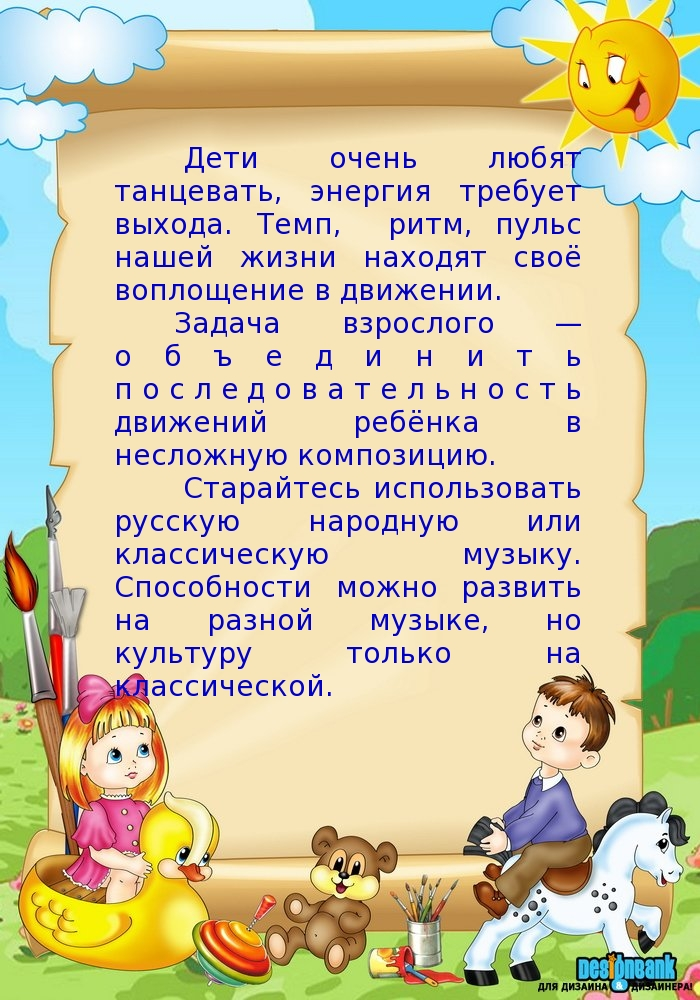 Дети очень любят
танцевать, энергия требует
выхода. Темп, ритм, пульс
нашей жизни находят своё
воплощение в движении.
Задача взрослого —
объединить
последовательность
движений ребёнка в
несложную композицию.
Старайтесь использовать
русскую народную или
классическую музыку.
Способности можно развить
на разной музыке, но
культуру только на
классической.
DesignBank
ДЛЯ ДИЗАЙНА & ДИЗАЙНЕРА!